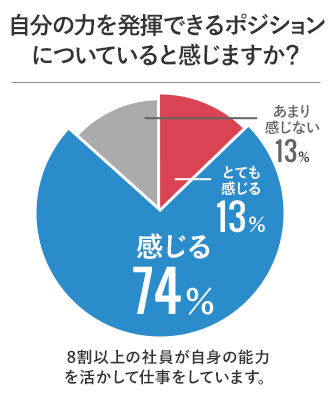 自分の力を発揮できるポジション
についていると感じますか?
あまり
感じない
13%
とても
感じる
13%
感じる
74%
8割以上の社員が自身の能力
を活かして仕事をしています。